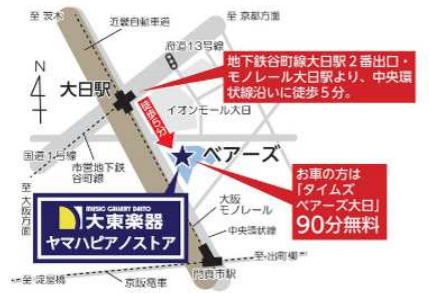 至 茨木
近畿自動車道
至 京都方面
府道13号線
地下鉄谷町線大日駅2番出口・
モノレール大日駅より、中央環
状線沿いに徒歩5分。
N
大日駅
徒歩5分
イオンモール大日
国道1号線
市営地下鉄
谷町線
ベアーズ
至 大阪方面
お車の方は
「タイムズ
ベアーズ大日」
90分無料
MUSIC GALLERY DAITO
大東楽器
ヤマハピアノストア
大阪
モノレール
中央環状線
至 淀屋橋
京阪電車
門真市駅
至 出町柳